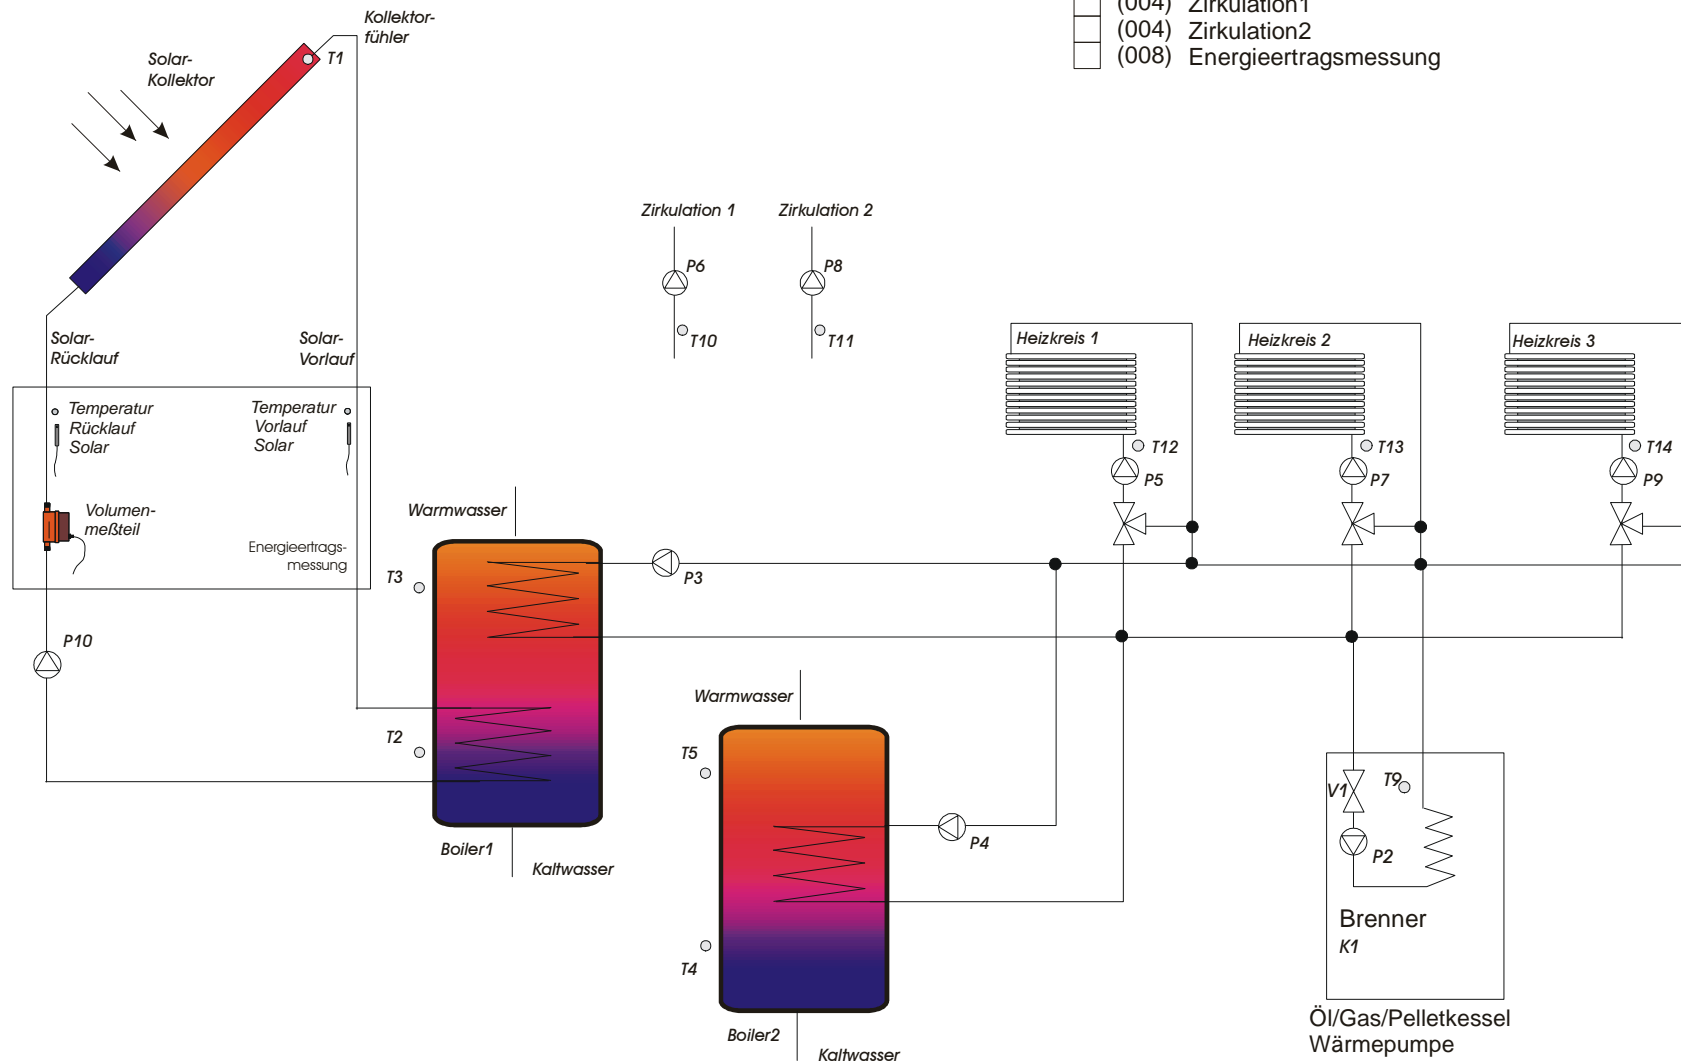 (004) Zirkulation1
(004) Zirkulation2
(008) Energieertragsmessung
Kollektor-
fühler
T1
Solar-
Kollektor
Zirkulation 1
Zirkulation 2
P6
P8
T10
T11
Solar-
Rücklauf
Solar-
Vorlauf
Heizkreis 1
Heizkreis 2
Heizkreis 3
Temperatur
Rücklauf
Solar
Temperatur
Vorlauf
Solar
T12
T13
T14
P5
P7
P9
Volumen-
meßteil
Energieertrags-
messung
Warmwasser
T3
P3
P10
Warmwasser
T2
T5
V1
T9
P4
P2
Boiler1
Kaltwasser
Brenner
K1
T4
Öl/Gas/Pelletkessel
Wärmepumpe
Boiler2
Kaltwasser